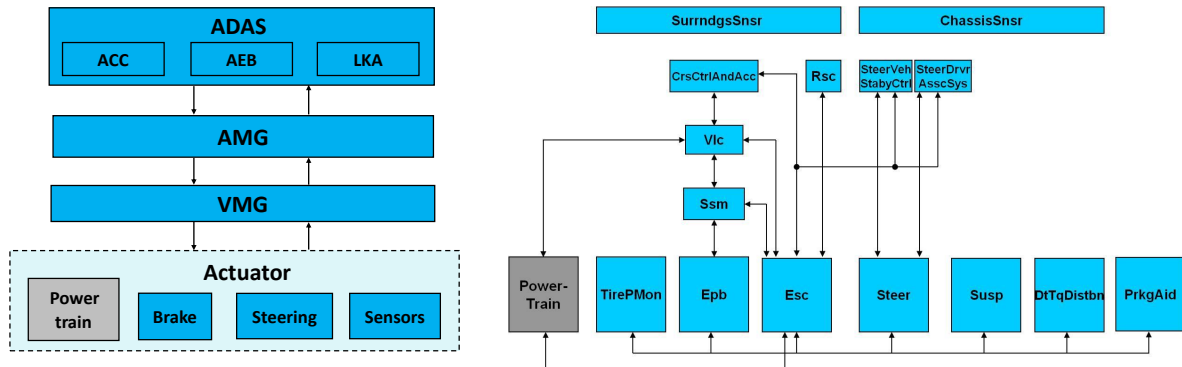 ADAS
ACC
AEB
LKA
AMG
VMG
Actuator
Power
train
Brake
Steering
Sensors
SurrndgsSnsr
ChassisSnsr
CrsCtrlAndAcc
Rsc
SteerVeh
StabyCtrl
SteerDrvr
AsscSys
Vlc
Ssm
Power-
Train
TirePMon
Epb
Esc
Steer
Susp
DtTqDistbn
PrkgAid